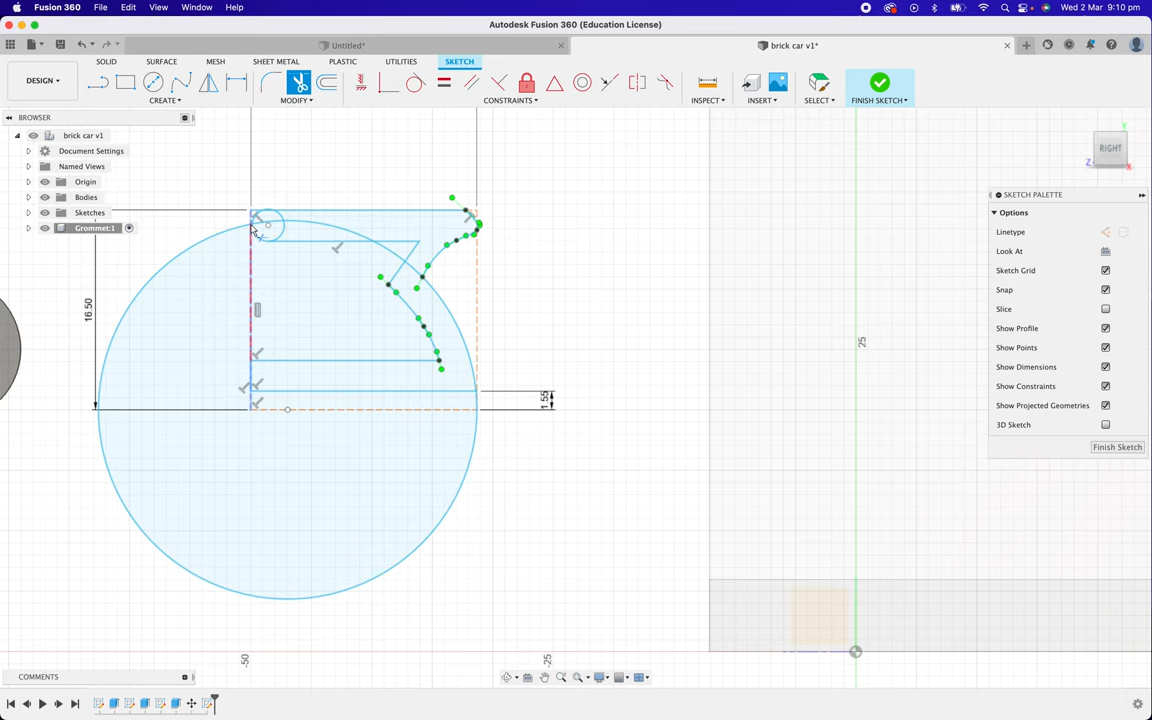 Fusion 360 File Edit View Window Help
Wed 2 Mar 9:10 pm
Autodesk Fusion 360 (Education License)
Untitled*
brick car v1*
DESIGN
SOLID SURFACE MESH SHEET METAL PLASTIC UTILITIES SKETCH
CREATE MODIFY CONSTRAINTS INSPECT INSERT SELECT FINISH SKETCH
BROWSER
brick car v1
Document Settings
Named Views
Origin
Bodies
Sketches
Grommet:1
RIGHT
Y
Z
X
SKETCH PALETTE
Options
Linetype
Look At
Sketch Grid
Snap
Slice
Show Profile
Show Points
Show Dimensions
Show Constraints
Show Projected Geometries
3D Sketch
Finish Sketch
16.50
1.55
25
-50
-25
COMMENTS